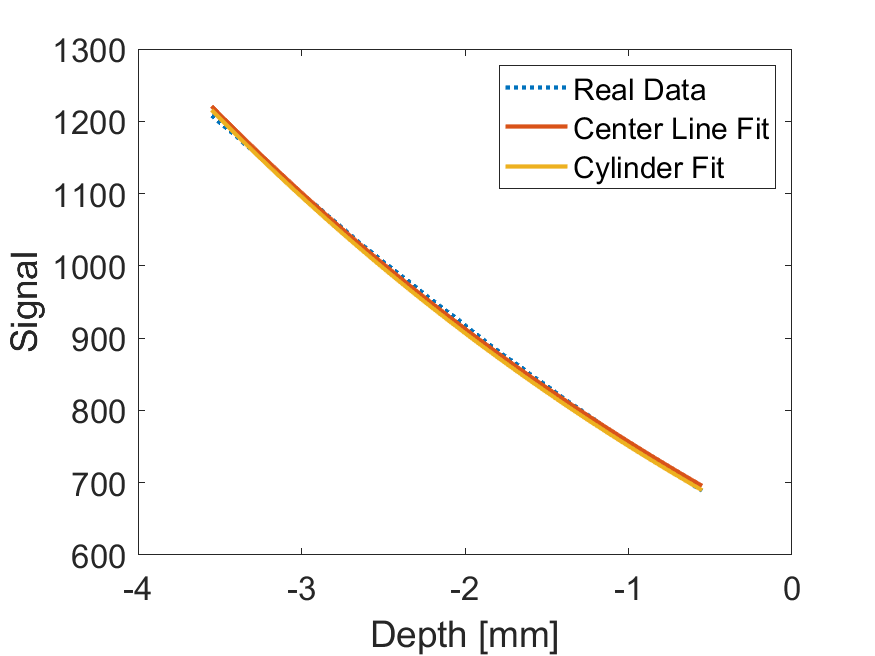 1300
1200
1100
1000
900
800
700
600
Signal
Real Data
Center Line Fit
Cylinder Fit
-4 -3 -2 -1 0
Depth [mm]